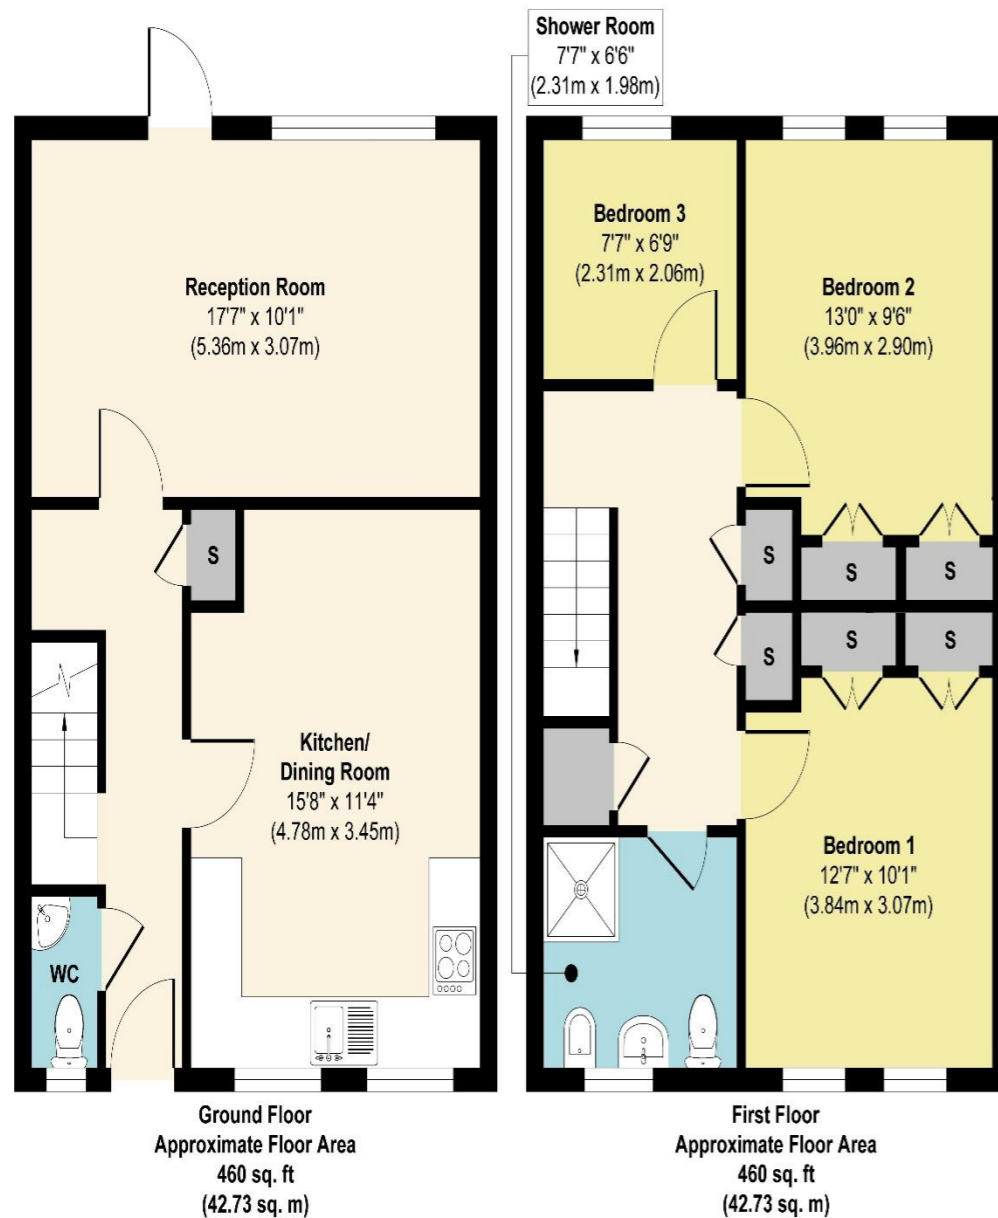 Shower Room
7'7" x 6'6"
(2.31m x 1.98m)
Reception Room
17'7" x 10'1"
(5.36m x 3.07m)
S
Kitchen/
Dining Room
15'8" x 11'4"
(4.78m x 3.45m)
WC
Ground Floor
Approximate Floor Area
460 sq. ft
(42.73 sq. m)
Bedroom 3
7'7" x 6'9"
(2.31m x 2.06m)
Bedroom 2
13'0" x 9'6"
(3.96m x 2.90m)
S
S
S
S
S
S
Bedroom 1
12'7" x 10'1"
(3.84m x 3.07m)
First Floor
Approximate Floor Area
460 sq. ft
(42.73 sq. m)